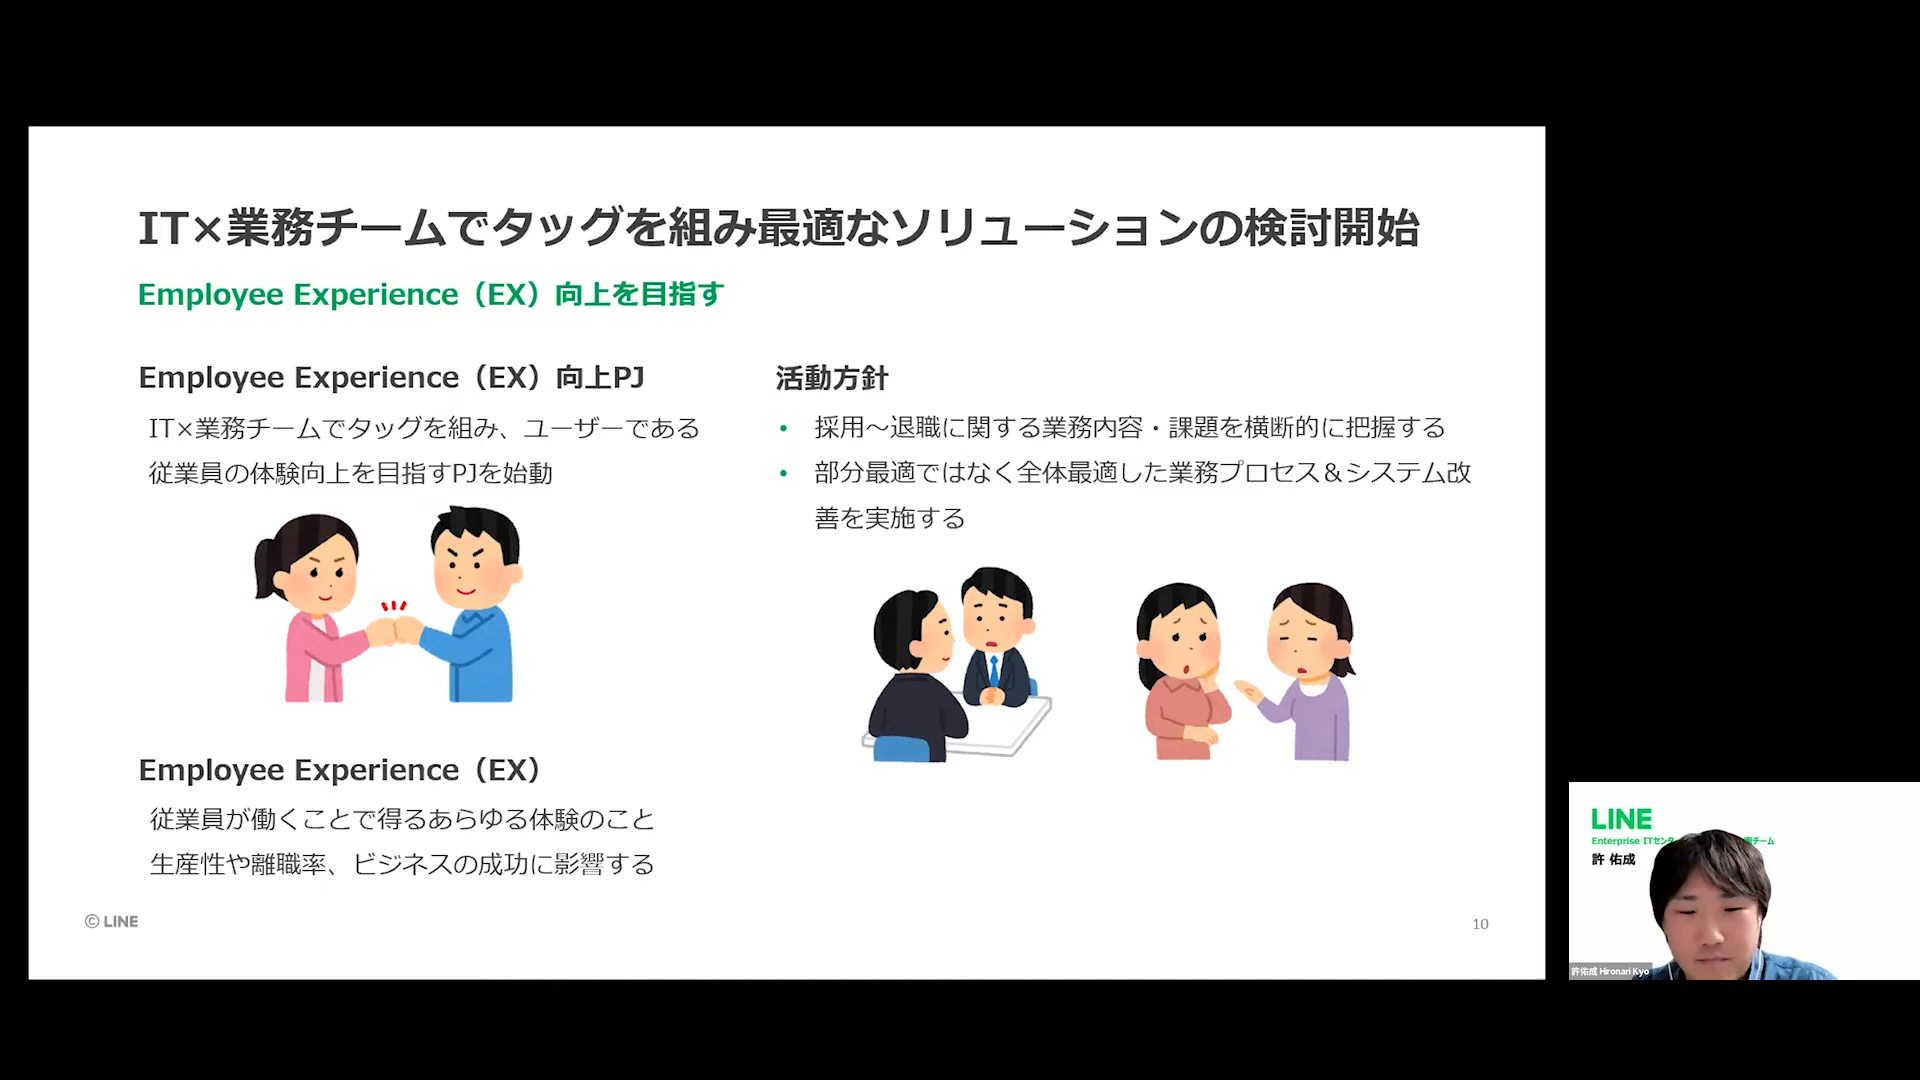 IT×業務チームでタッグを組み最適なソリューションの検討開始
Employee Experience（EX）向上を目指す
Employee Experience（EX）向上PJ
IT×業務チームでタッグを組み、ユーザーである
従業員の体験向上を目指すPJを始動
Employee Experience（EX）
従業員が働くことで得るあらゆる体験のこと
生産性や離職率、ビジネスの成功に影響する
活動方針
• 採用～退職に関する業務内容・課題を横断的に把握する
• 部分最適ではなく全体最適した業務プロセス＆システム改
善を実施する
© LINE
10
LINE
Enterprise ITセンター チーム
許 佑成
許佑成 Hironari Kyo